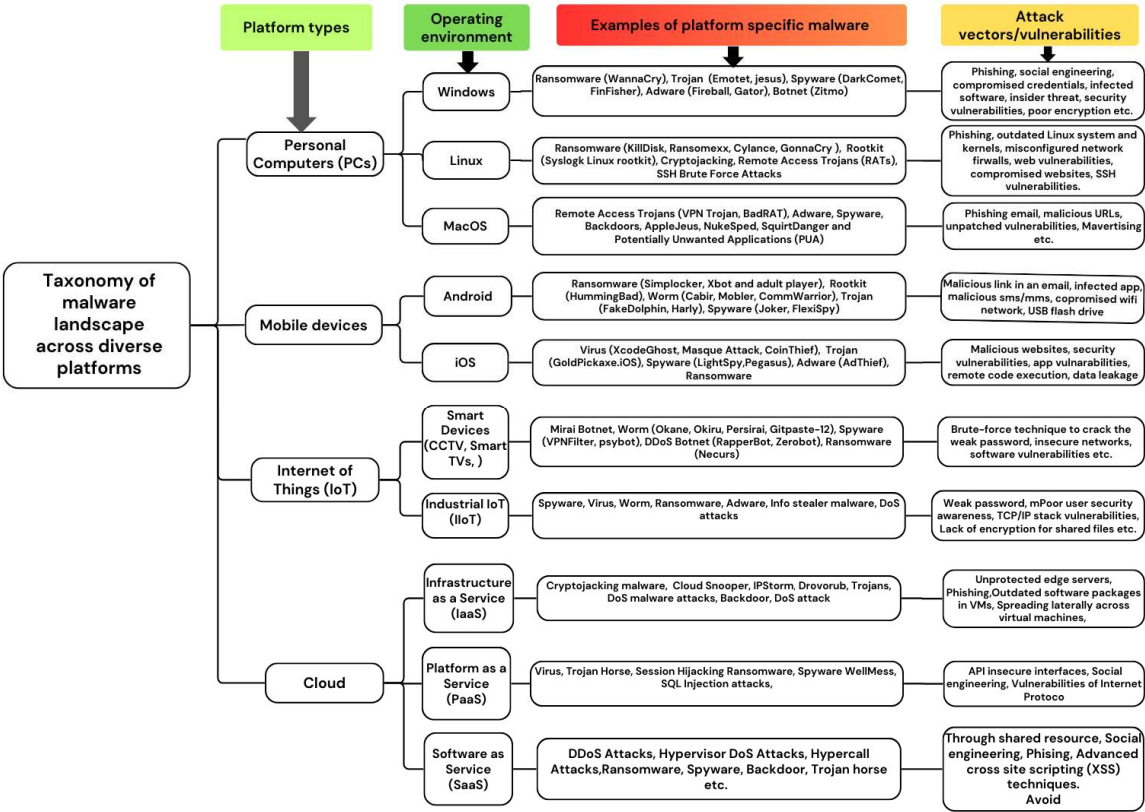 Platform types
Operating
environment
Examples of platform specific malware
Attack
vectors/vulnerabilities
Taxonomy of
malware
landscape
across diverse
platforms
Personal
Computers (PCs)
Windows
Ransomware (WannaCry), Trojan (Emotet, jesus), Spyware (DarkComet,
FinFisher), Adware (Fireball, Gator), Botnet (Zitmo)
Phishing, social engineering,
compromised credentials, infected
software, insider threat, security
vulnerabilities, poor encryption etc.
Linux
Ransomware (KillDisk, Ransomexx, Cylance, GonnaCry ), Rootkit
(Syslogk Linux rootkit), Cryptojacking, Remote Access Trojans (RATs),
SSH Brute Force Attacks
Phishing, outdated Linux system and
kernels, misconfigured network
firwalls, web vulnerabilities,
compromised websites, SSH
vulnerabilities.
MacOS
Remote Access Trojans (VPN Trojan, BadRAT), Adware, Spyware,
Backdoors, AppleJeus, NukeSped, SquirtDanger and
Potentially Unwanted Applications (PUA)
Phishing email, malicious URLs,
unpatched vulnerabilities, Mavertising
etc.
Mobile devices
Android
Ransomware (Simplocker, Xbot and adult player), Rootkit
(HummingBad), Worm (Cabir, Mobler, CommWarrior), Trojan
(FakeDolphin, Harly), Spyware (Joker, FlexiSpy)
Malicious link in an email, infected app,
malicious sms/mms, copromised wifi
network, USB flash drive
iOS
Virus (XcodeGhost, Masque Attack, CoinThief), Trojan
(GoldPickaxe.iOS), Spyware (LightSpy,Pegasus), Adware (AdThief),
Ransomware
Malicious websites, security
vulnerabilities, app vulnarabilities,
remote code execution, data leakage
Internet of
Things (IoT)
Smart
Devices
(CCTV, Smart
TVs, )
Mirai Botnet, Worm (Okane, Okiru, Persirai, Gitpaste-12), Spyware
(VPNFilter, psybot), DDoS Botnet (RapperBot, Zerobot), Ransomware
(Necurs)
Brute-force technique to crack the
weak password, insecure networks,
software vulnerabilities etc.
Industrial IoT
(IIoT)
Spyware, Virus, Worm, Ransomware, Adware, Info stealer malware, DoS
attacks
Weak password, mPoor user security
awareness, TCP/IP stack vulnerabilities,
Lack of encryption for shared files etc.
Cloud
Infrastructure
as a Service
(IaaS)
Cryptojacking malware, Cloud Snooper, IPStorm, Drovorub, Trojans,
DoS malware attacks, Backdoor, DoS attack
Unprotected edge servers,
Phishing,Outdated software packages
in VMs, Spreading laterally across
virtual machines,
Platform as a
Service
(PaaS)
Virus, Trojan Horse, Session Hijacking Ransomware, Spyware WellMess,
SQL Injection attacks,
API insecure interfaces, Social
engineering, Vulnerabilities of Internet
Protoco
Software as
Service
(SaaS)
DDoS Attacks, Hypervisor DoS Attacks, Hypercall
Attacks,Ransomware, Spyware, Backdoor, Trojan horse
etc.
Through shared resource, Social
engineering, Phising, Advanced
cross site scripting (XSS)
techniques.
Avoid